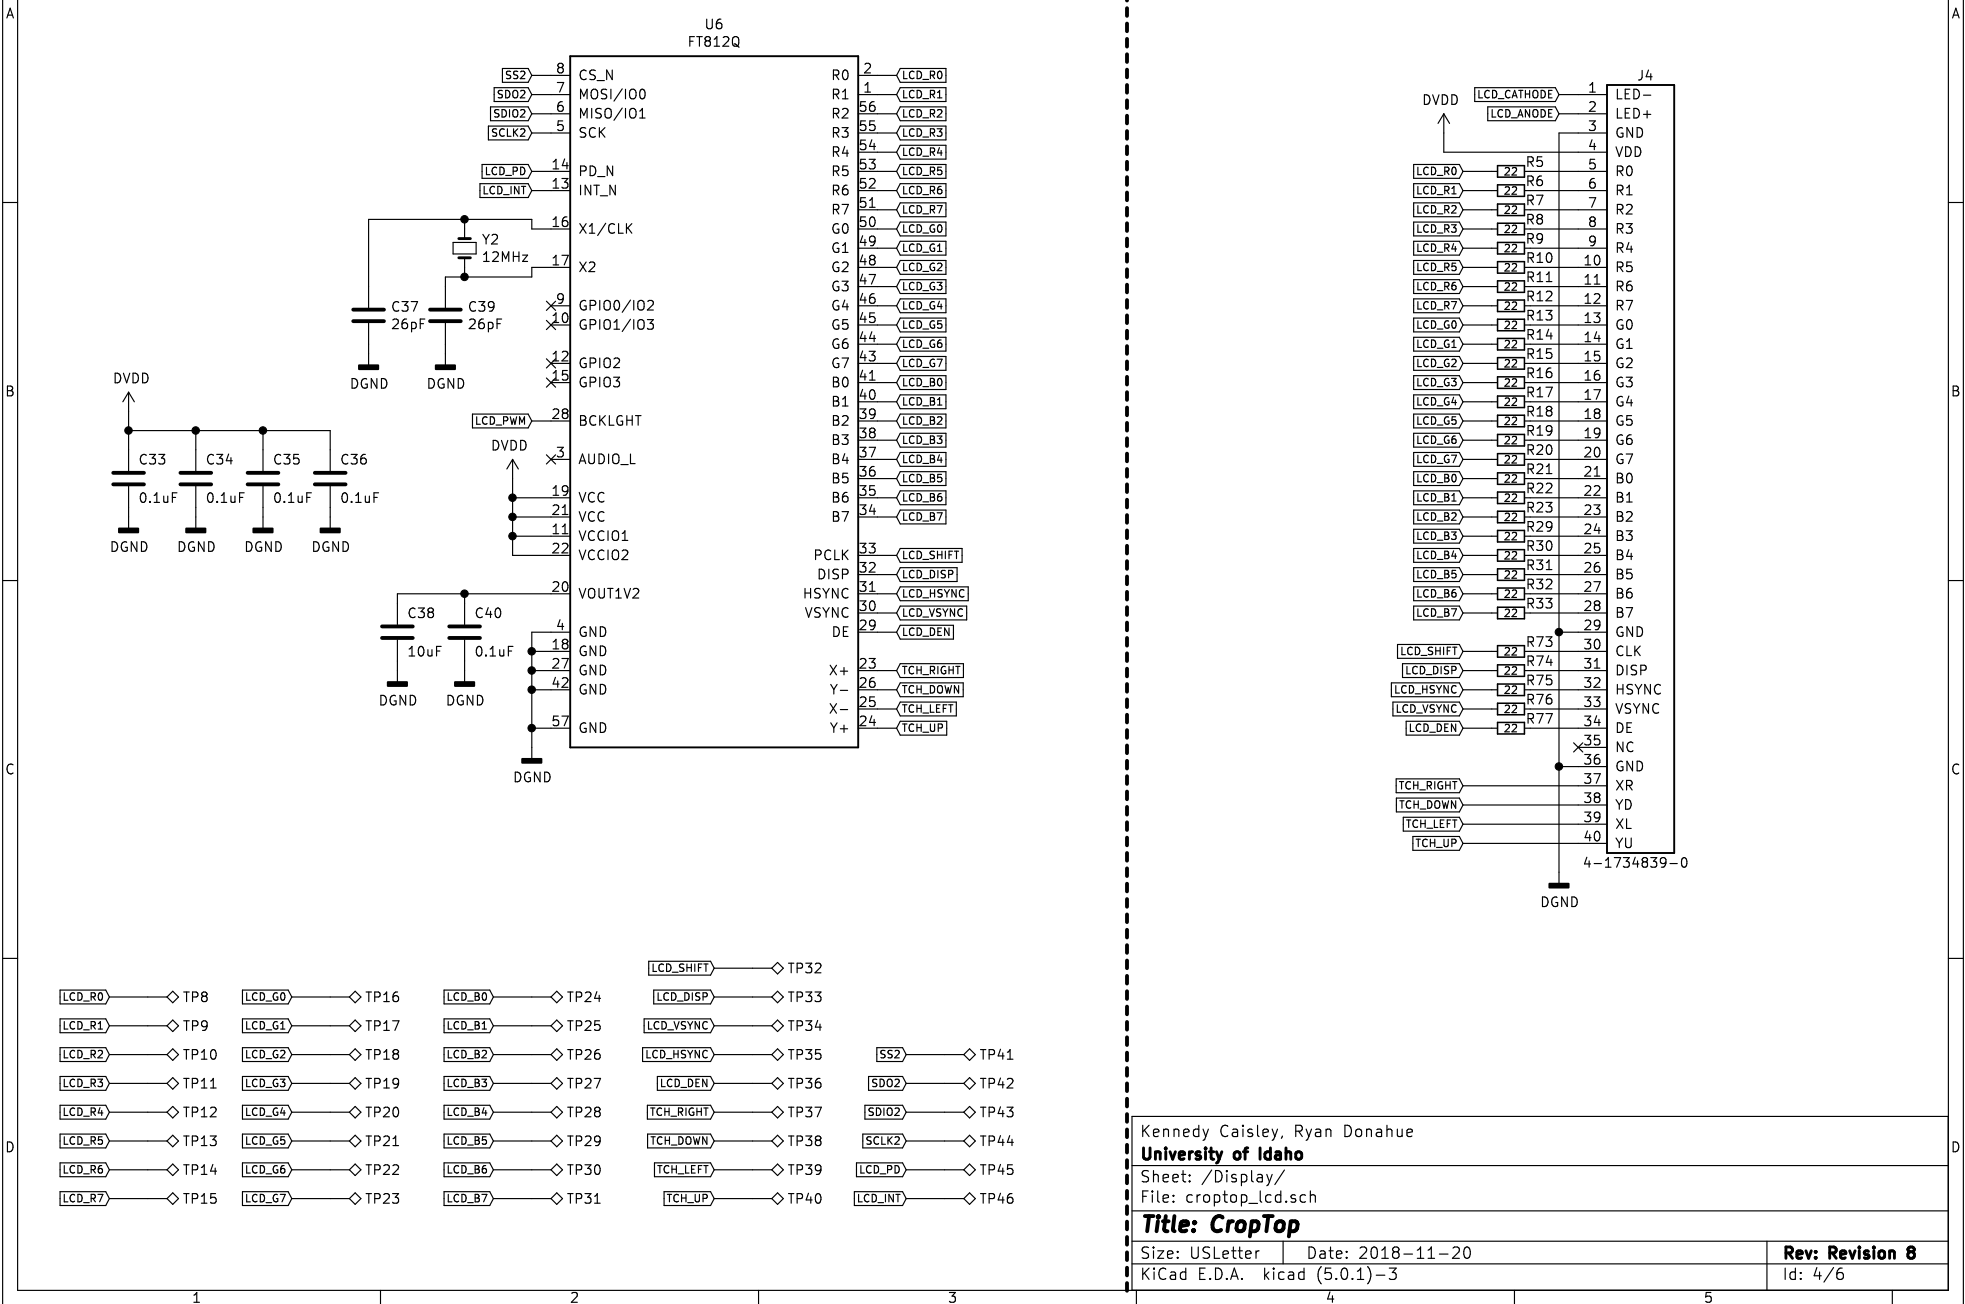 A A
U6
FT812Q
SS2 8 CS_N R0 2 LCD_R0
SDO2 7 MOSI/IO0 R1 1 LCD_R1
SDIO2 6 MISO/IO1 R2 56 LCD_R2
SCLK2 5 SCK R3 55 LCD_R3
R4 54 LCD_R4
LCD_PD 14 PD_N R5 53 LCD_R5
LCD_INT 13 INT_N R6 52 LCD_R6
R7 51 LCD_R7
16 X1/CLK G0 50 LCD_G0
Y2
12MHz
G1 49 LCD_G1
17 X2 G2 48 LCD_G2
G3 47 LCD_G3
9 GPIO0/IO2 G4 46 LCD_G4
10 GPIO1/IO3 G5 45 LCD_G5
C37
26pF
C39
26pF
G6 44 LCD_G6
12 GPIO2 G7 43 LCD_G7
15 GPIO3 B0 41 LCD_B0
DGND DGND
B1 40 LCD_B1
LCD_PWM 28 BCKLGHT B2 39 LCD_B2
B3 38 LCD_B3
DVDD
3 AUDIO_L B4 37 LCD_B4
B5 36 LCD_B5
19 VCC B6 35 LCD_B6
21 VCC B7 34 LCD_B7
11 VCCIO1
22 VCCIO2 PCLK 33 LCD_SHIFT
DISP 32 LCD_DISP
20 VOUT1V2 HSYNC 31 LCD_HSYNC
VSYNC 30 LCD_VSYNC
4 GND DE 29 LCD_DEN
18 GND
27 GND X+ 23 TCH_RIGHT
42 GND Y- 26 TCH_DOWN
X- 25 TCH_LEFT
57 GND Y+ 24 TCH_UP
DGND
B
DVDD
C33 C34 C35 C36
0.1uF 0.1uF 0.1uF 0.1uF
DGND DGND DGND DGND
C38 C40
10uF 0.1uF
DGND DGND
C
J4
DVDD
LCD_CATHODE 1 LED-
LCD_ANODE 2 LED+
3 GND
4 VDD
LCD_R0 22 R5 5 R0
LCD_R1 22 R6 6 R1
LCD_R2 22 R7 7 R2
LCD_R3 22 R8 8 R3
LCD_R4 22 R9 9 R4
LCD_R5 22 R10 10 R5
LCD_R6 22 R11 11 R6
LCD_R7 22 R12 12 R7
LCD_G0 22 R13 13 G0
LCD_G1 22 R14 14 G1
LCD_G2 22 R15 15 G2
LCD_G3 22 R16 16 G3
LCD_G4 22 R17 17 G4
LCD_G5 22 R18 18 G5
LCD_G6 22 R19 19 G6
LCD_G7 22 R20 20 G7
LCD_B0 22 R21 21 B0
LCD_B1 22 R22 22 B1
LCD_B2 22 R23 23 B2
LCD_B3 22 R29 24 B3
LCD_B4 22 R30 25 B4
LCD_B5 22 R31 26 B5
LCD_B6 22 R32 27 B6
LCD_B7 22 R33 28 B7
29 GND
LCD_SHIFT 22 R73 30 CLK
LCD_DISP 22 R74 31 DISP
LCD_HSYNC 22 R75 32 HSYNC
LCD_VSYNC 22 R76 33 VSYNC
LCD_DEN 22 R77 34 DE
35 NC
36 GND
TCH_RIGHT 37 XR
TCH_DOWN 38 YD
TCH_LEFT 39 XL
TCH_UP 40 YU
4-1734839-0
DGND
B
C
LCD_SHIFT TP32
LCD_R0 TP8 LCD_G0 TP16 LCD_B0 TP24 LCD_DISP TP33
LCD_R1 TP9 LCD_G1 TP17 LCD_B1 TP25 LCD_VSYNC TP34
LCD_R2 TP10 LCD_G2 TP18 LCD_B2 TP26 LCD_HSYNC TP35 SS2 TP41
LCD_R3 TP11 LCD_G3 TP19 LCD_B3 TP27 LCD_DEN TP36 SDO2 TP42
LCD_R4 TP12 LCD_G4 TP20 LCD_B4 TP28 TCH_RIGHT TP37 SDIO2 TP43
LCD_R5 TP13 LCD_G5 TP21 LCD_B5 TP29 TCH_DOWN TP38 SCLK2 TP44
LCD_R6 TP14 LCD_G6 TP22 LCD_B6 TP30 TCH_LEFT TP39 LCD_PD TP45
LCD_R7 TP15 LCD_G7 TP23 LCD_B7 TP31 TCH_UP TP40 LCD_INT TP46
D D
Kennedy Caisley, Ryan Donahue
University of Idaho
Sheet: /Display/
File: croptop_lcd.sch
Title: CropTop
Size: USLetter Date: 2018-11-20 Rev: Revision 8
KiCad E.D.A. kicad (5.0.1)-3 Id: 4/6
1 2 3 4 5